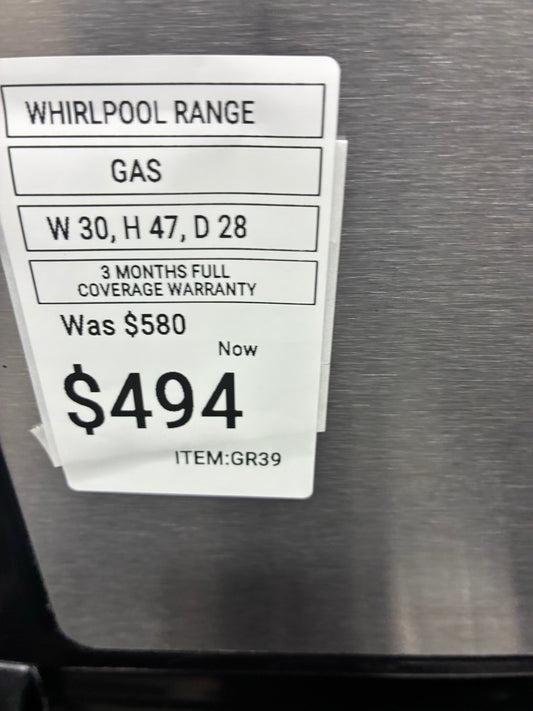 WHIRLPOOL RANGE
GAS
W 30, H 47, D 28
3 MONTHS FULL
COVERAGE WARRANTY
Was $580
Now
$494
ITEM:GR39